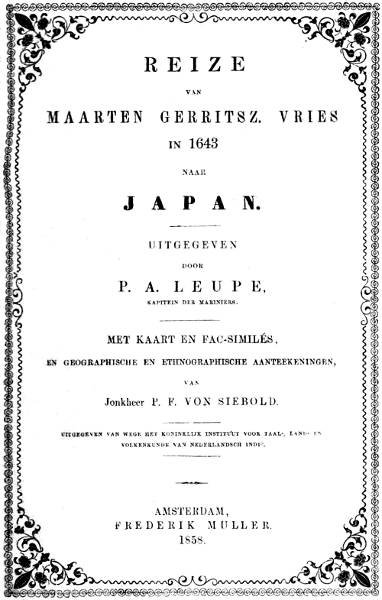 REIZE
VAN
MAARTEN GERRITSZ. VRIES
IN 1643
NAAR
JAPAN.
UITGEGEVEN
DOOR
P. A. LEUPE,
KAPITEIN DER MARINIERS.
MET KAART EN FAC-SIMILÉS,
EN GEOGRAPHISCHE EN ETHNOGRAPHISCHE AANTEEKENINGEN,
VAN
Jonkheer P. F. VON SIEBOLD.
UITGEGEVEN VAN WEGE HET KONINKLIJK INSTITUUT VOOR TAAL-, LAND- EN
VOLKENKUNDE VAN NEDERLANDSCH INDIË.
AMSTERDAM,
FREDERIK MULLER.
1858.